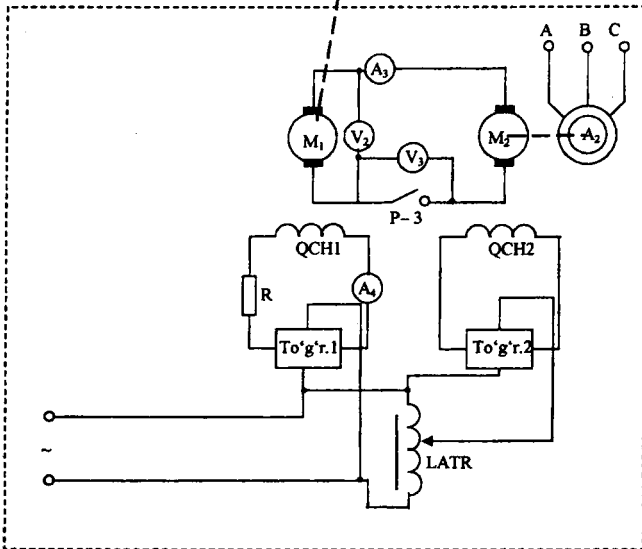 A B C
A₃
M₁ V₂ M₂ A₂
V₃
P-3
QCH1 QCH2
R A₄
To‘g‘r.1 To‘g‘r.2
~
LATR